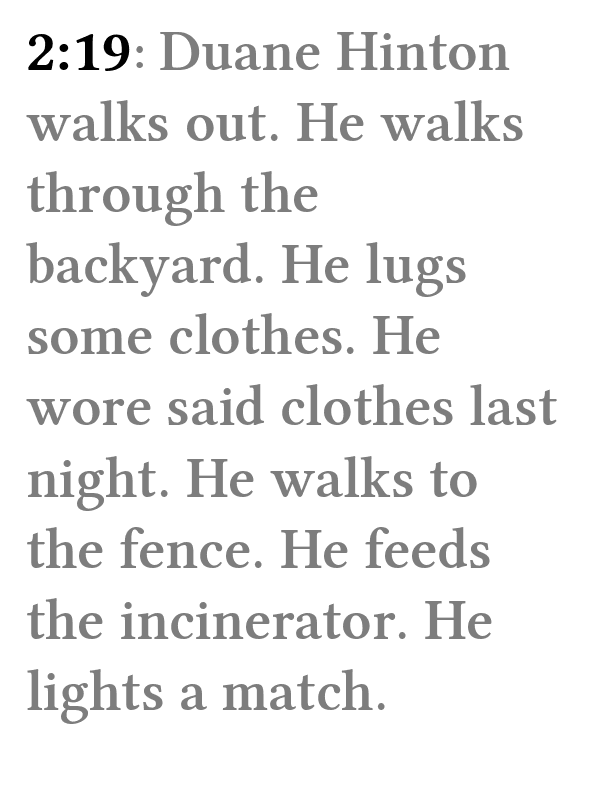 2:19: Duane Hinton
walks out. He walks
through the
backyard. He lugs
some clothes. He
wore said clothes last
night. He walks to
the fence. He feeds
the incinerator. He
lights a match.